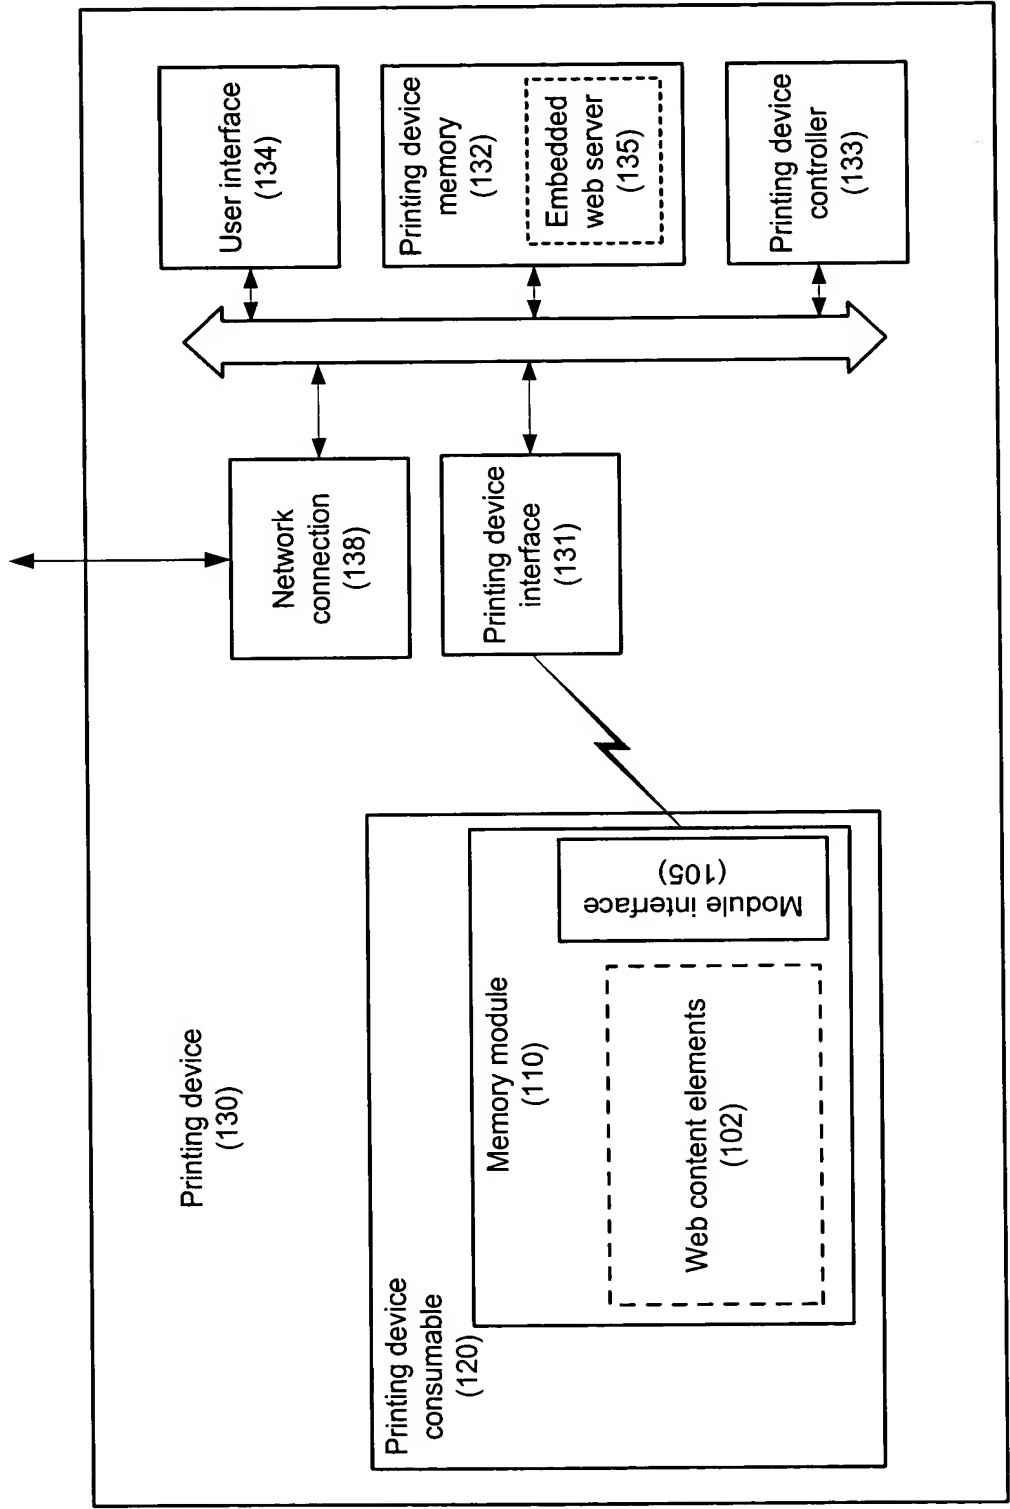 Printing device
(130)
Printing device
consumable
(120)
Memory module
(110)
Web content elements
(102)
Module interface
(105)
Network
connection
(138)
Printing device
interface
(131)
User interface
(134)
Printing device
memory
(132)
Embedded
web server
(135)
Printing device
controller
(133)